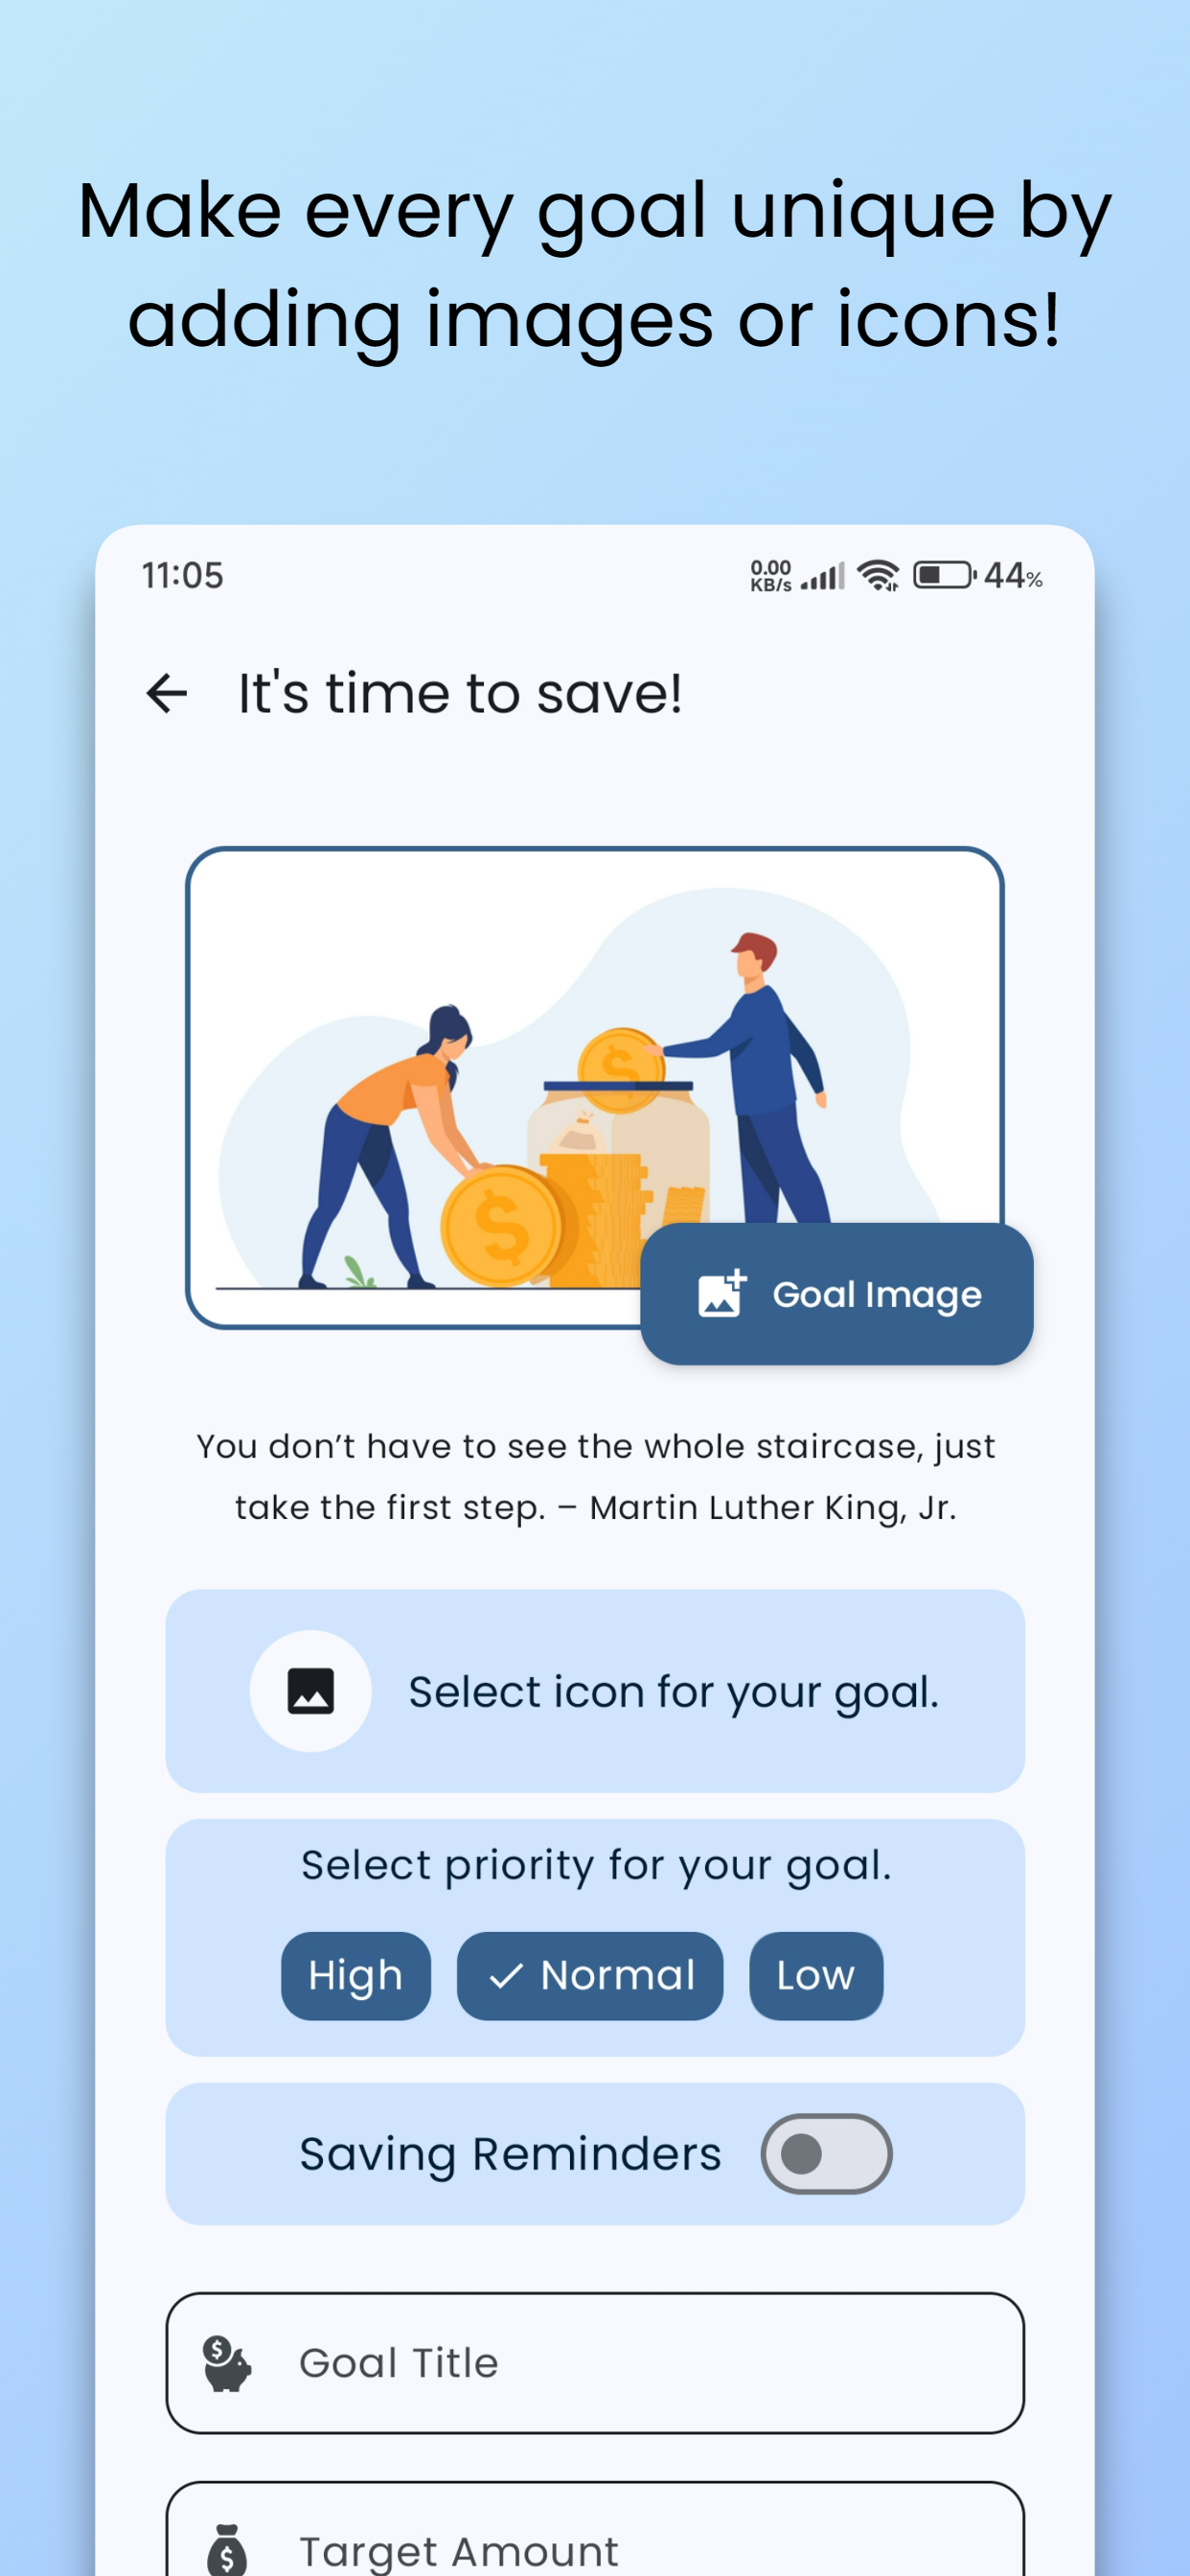 Make every goal unique by
adding images or icons!
11:05
0.00
KB/s
44%
It's time to save!
$
$
Goal Image
You don’t have to see the whole staircase, just
take the first step. – Martin Luther King, Jr.
Select icon for your goal.
Select priority for your goal.
High
Normal
Low
Saving Reminders
$
Goal Title
$
Target Amount